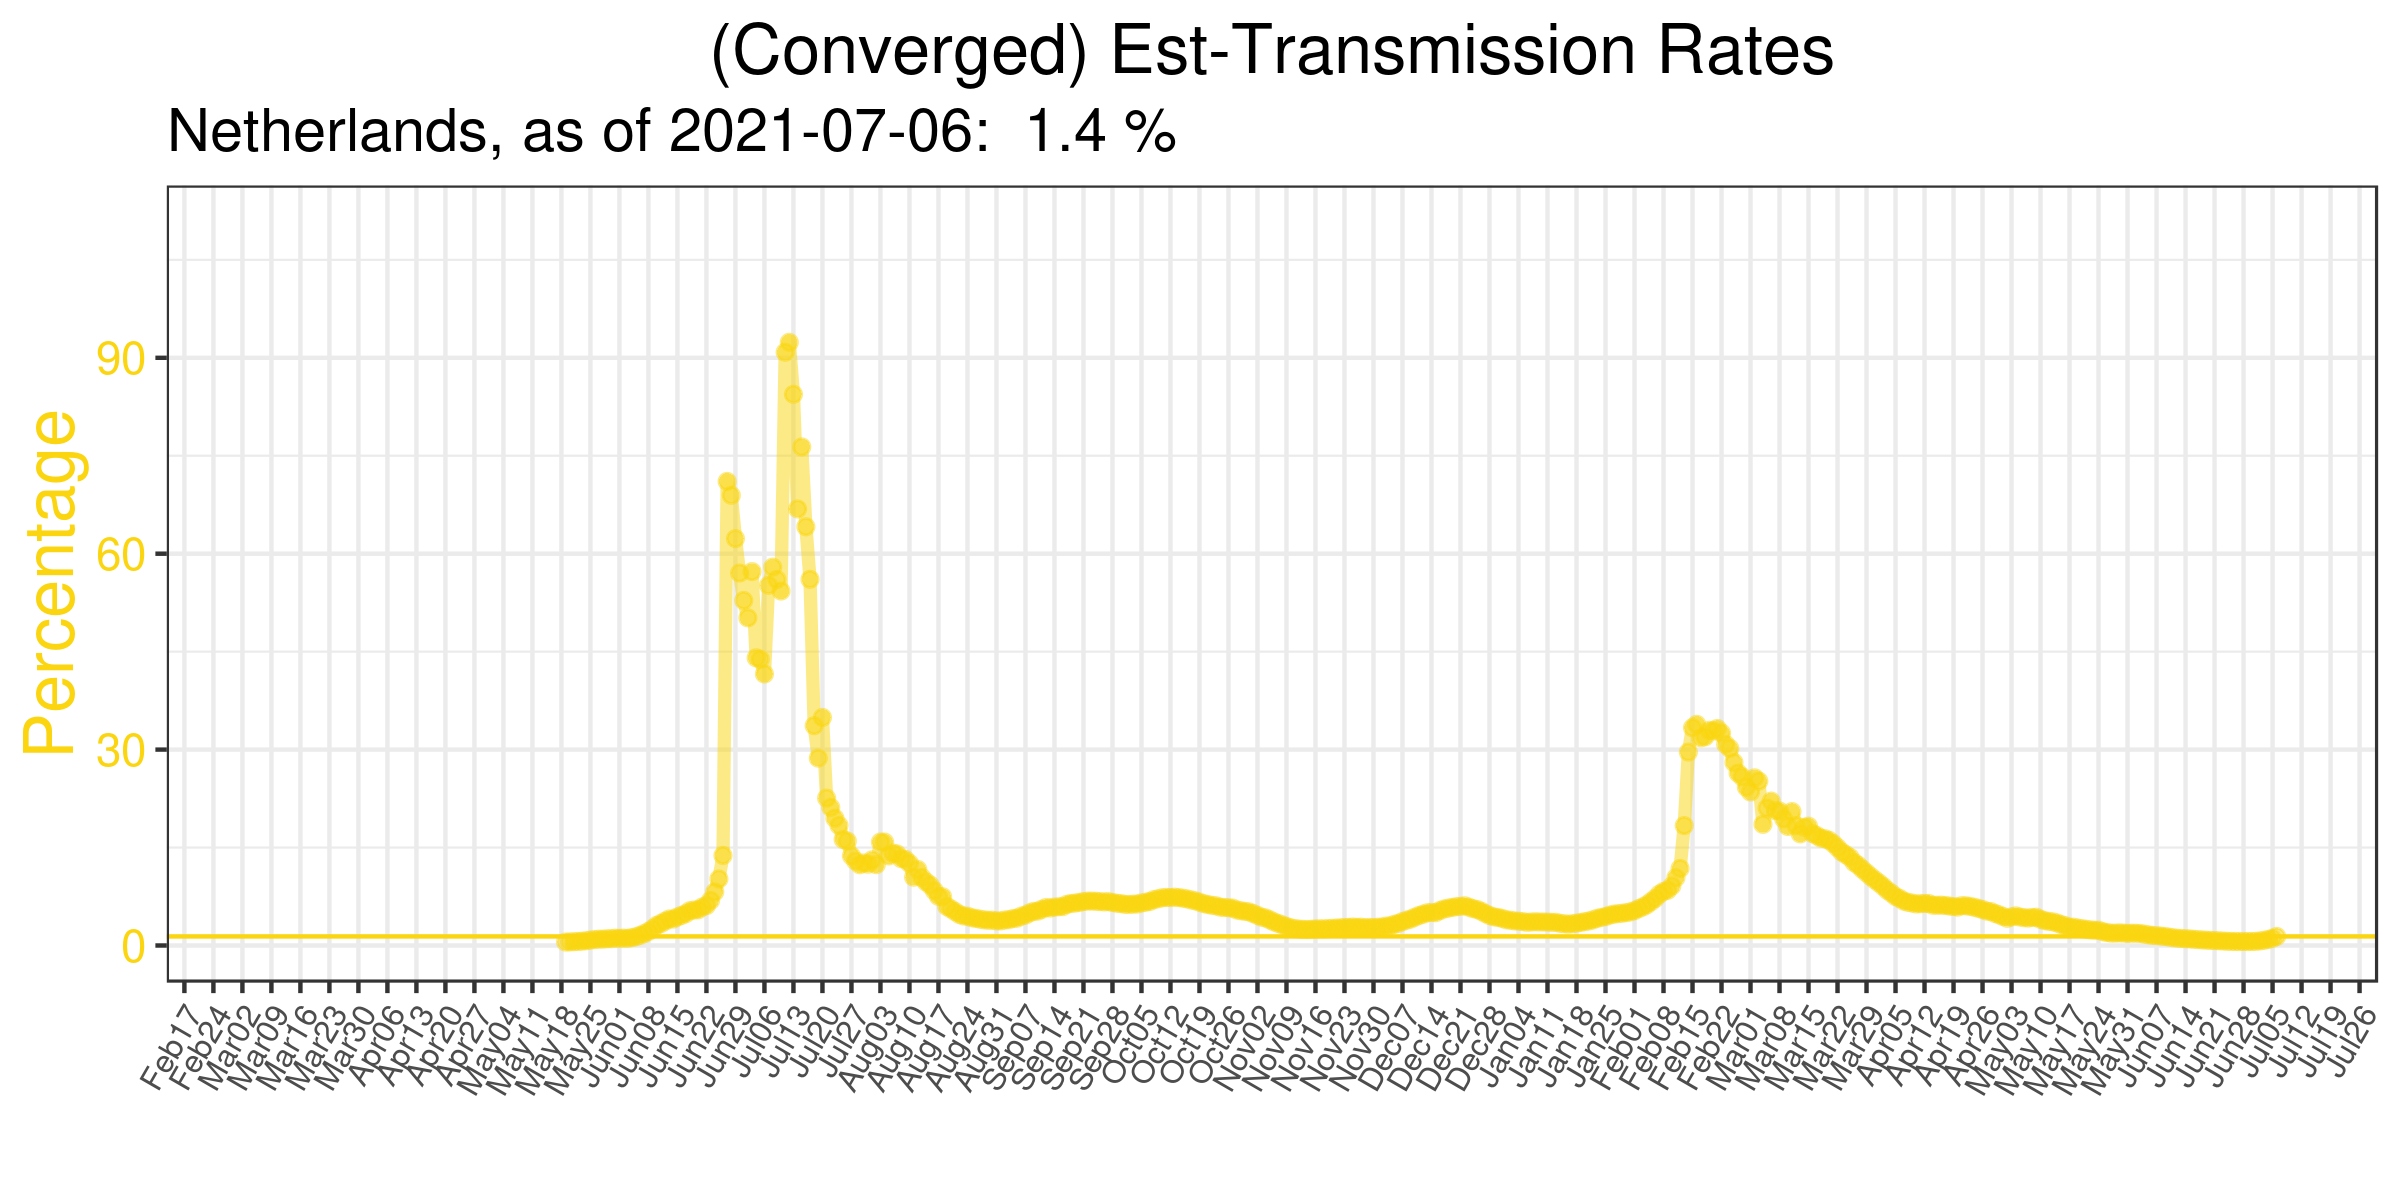 (Converged) Est-Transmission Rates
Netherlands, as of 2021-07-06:  1.4 %
Percentage
90
60
30
0
Feb17
Feb24
Mar02
Mar09
Mar16
Mar23
Mar30
Apr06
Apr13
Apr20
Apr27
May04
May11
May18
May25
Jun01
Jun08
Jun15
Jun22
Jun29
Jul06
Jul13
Jul20
Jul27
Aug03
Aug10
Aug17
Aug24
Aug31
Sep07
Sep14
Sep21
Sep28
Oct05
Oct12
Oct19
Oct26
Nov02
Nov09
Nov16
Nov23
Nov30
Dec07
Dec14
Dec21
Dec28
Jan04
Jan11
Jan18
Jan25
Feb01
Feb08
Feb15
Feb22
Mar01
Mar08
Mar15
Mar22
Mar29
Apr05
Apr12
Apr19
Apr26
May03
May10
May17
May24
May31
Jun07
Jun14
Jun21
Jun28
Jul05
Jul12
Jul19
Jul26